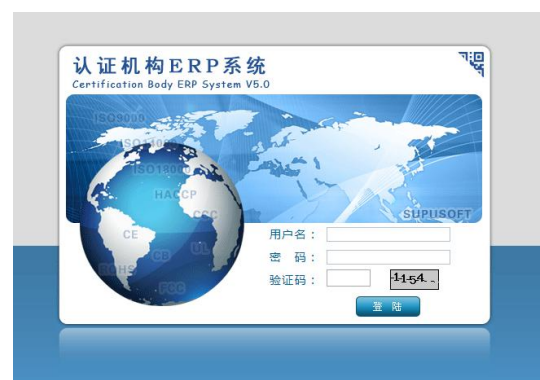 认证机构ERP系统
Certification Body ERP System V5.0
ISO9000
ISO14000
ISO18000
HACCP
CCC
SUPUSOFT
CE
UL
CB
ROHS
FCC
用户名：
密 码：
验证码： 1154
登 陆